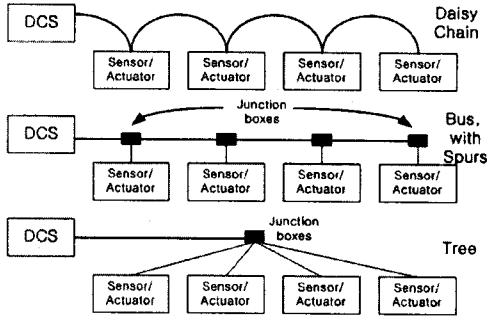 DCS
Daisy
Chain
Sensor/
Actuator
Sensor/
Actuator
Sensor/
Actuator
Sensor/
Actuator
Junction
boxes
Bus,
with
Spurs
DCS
Sensor/
Actuator
Sensor/
Actuator
Sensor/
Actuator
Sensor/
Actuator
Junction
boxes
DCS
Tree
Sensor/
Actuator
Sensor/
Actuator
Sensor/
Actuator
Sensor/
Actuator